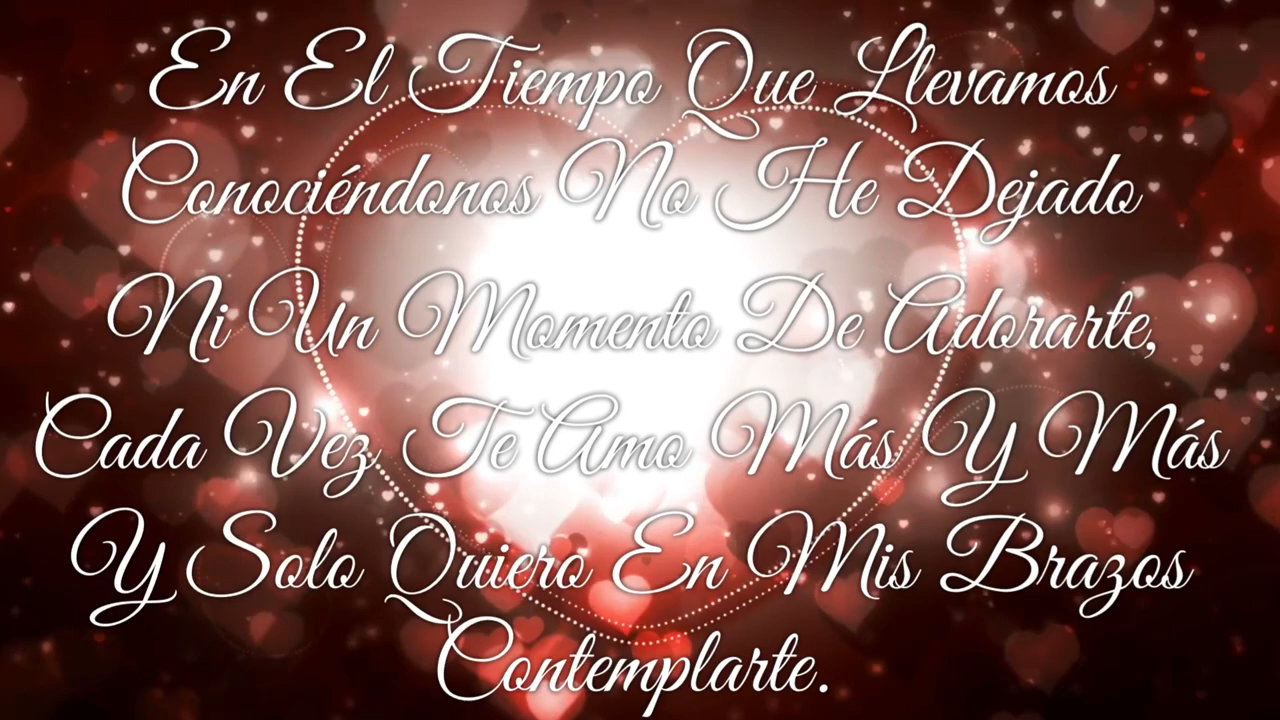 En El Tiempo Que Llevamos
Conociéndonos No He Dejado
Ni Un Momento De Adorarte,
Cada Vez Te Amo Más Y Más
Y Solo Quiero En Mis Brazos
Contemplarte.